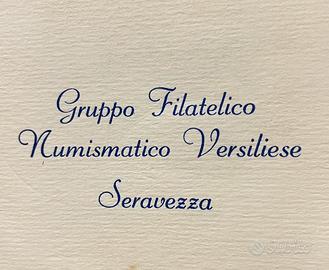 Gruppo Filatelico
Numismatico Versiliese
Seravezza